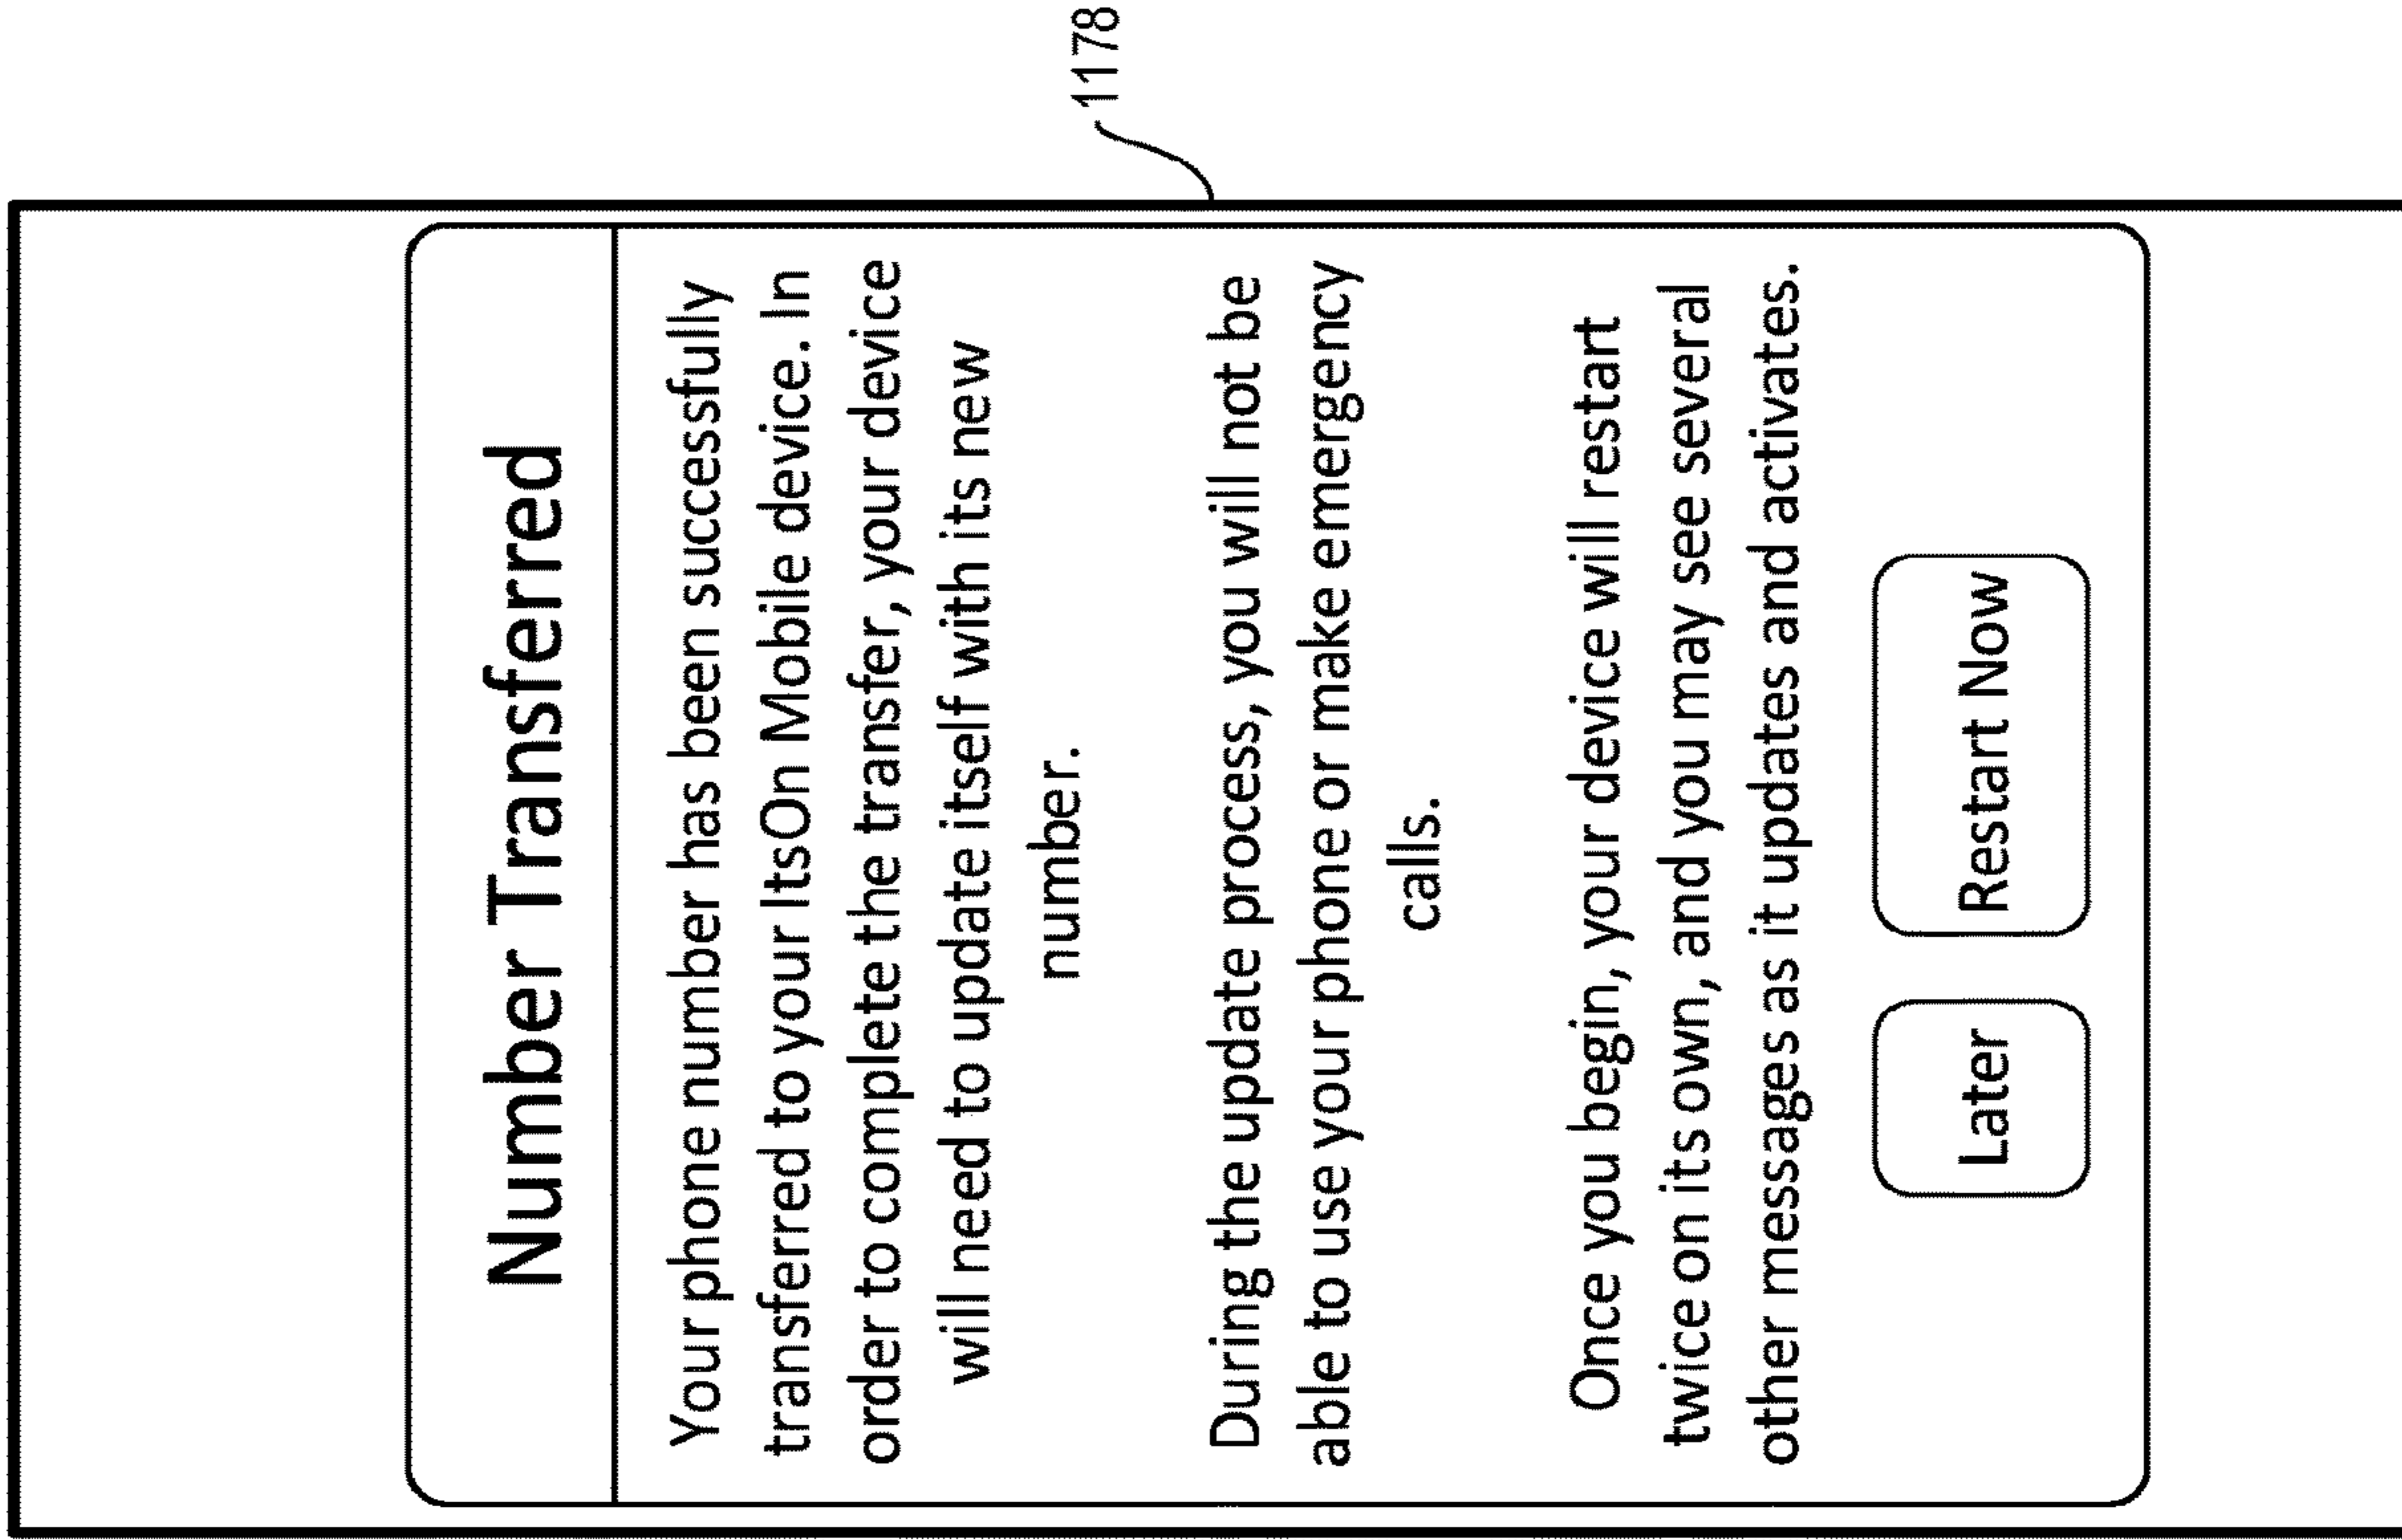 Number Transferred
Your phone number has been successfully
transferred to your ItsOn Mobile device. In
order to complete the transfer, your device
will need to update itself with its new
number.
During the update process, you will not be
able to use your phone or make emergency
calls.
Once you begin, your device will restart
twice on its own, and you may see several
other messages as it updates and activates.
Later
Restart Now
1178